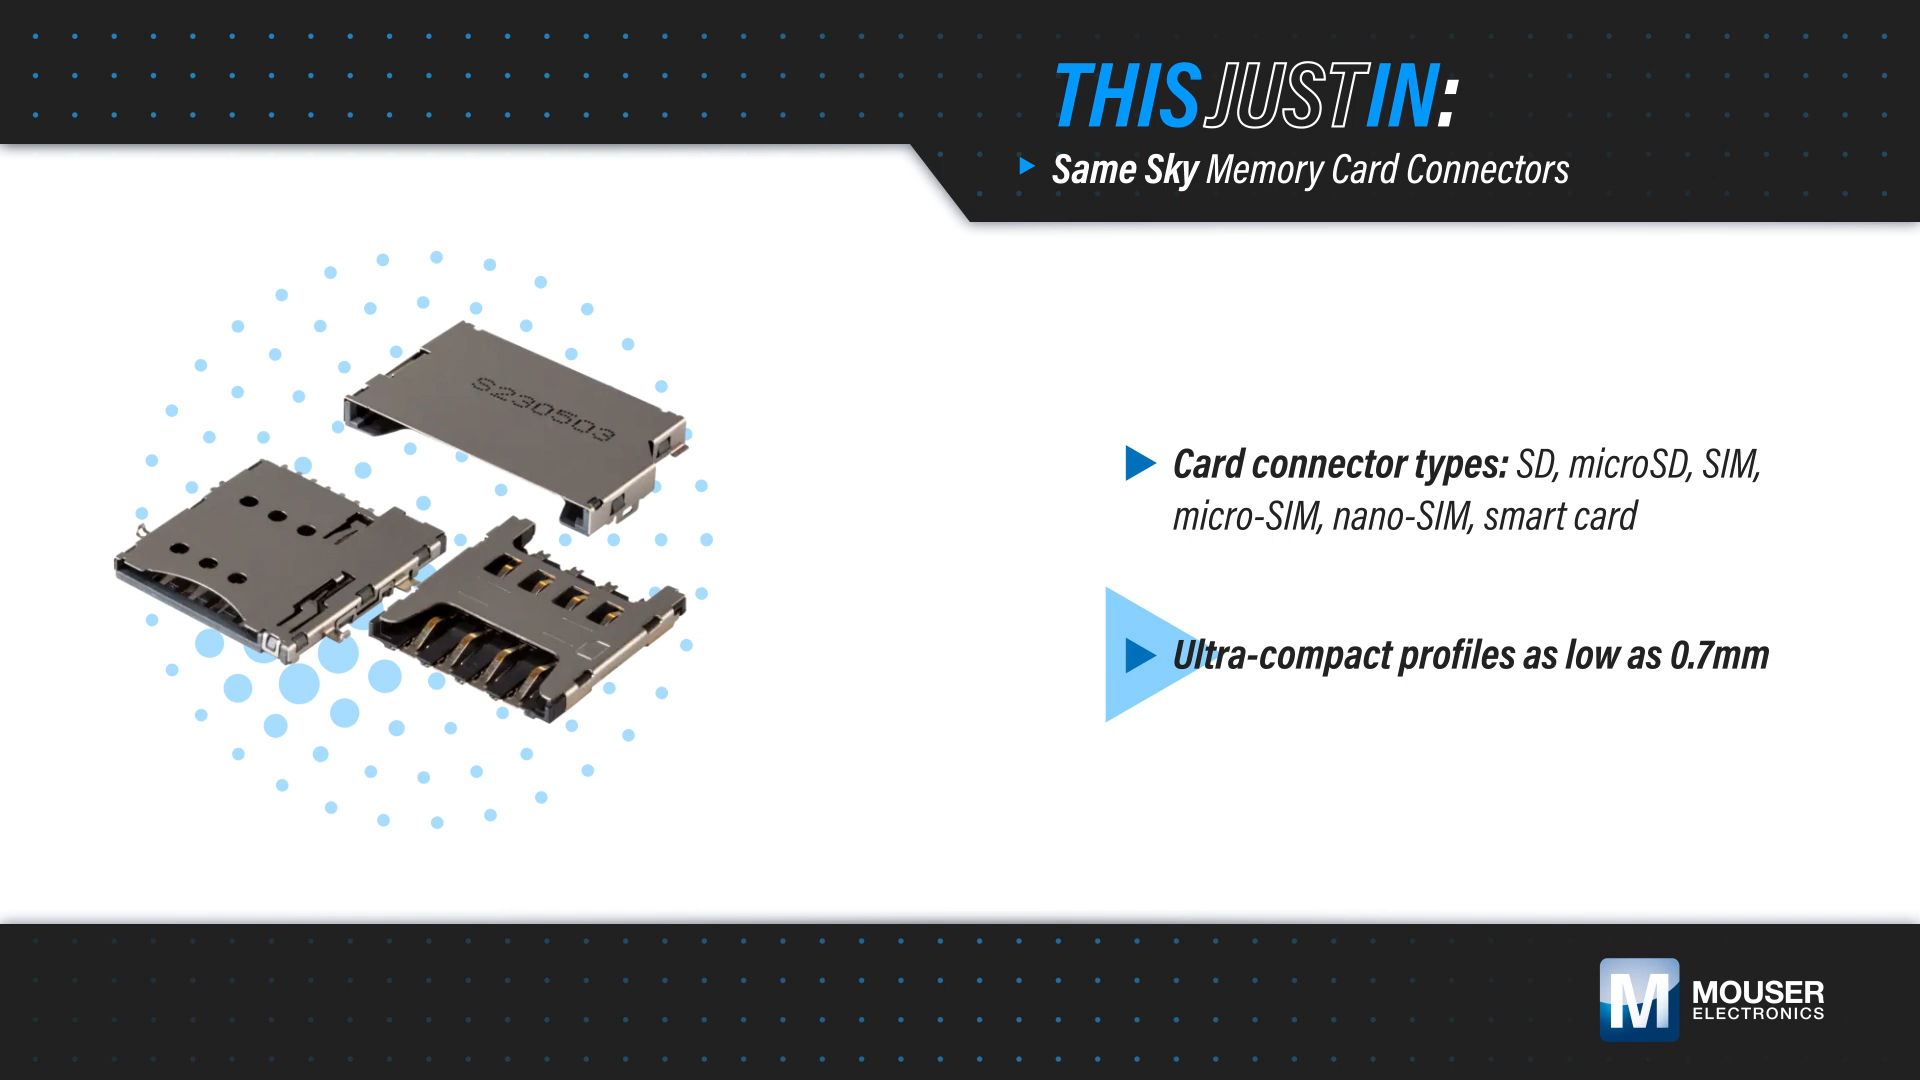 THIS JUST IN:
Same Sky Memory Card Connectors
S230503
Card connector types: SD, microSD, SIM,
micro-SIM, nano-SIM, smart card
Ultra-compact profiles as low as 0.7mm
M
MOUSER
ELECTRONICS